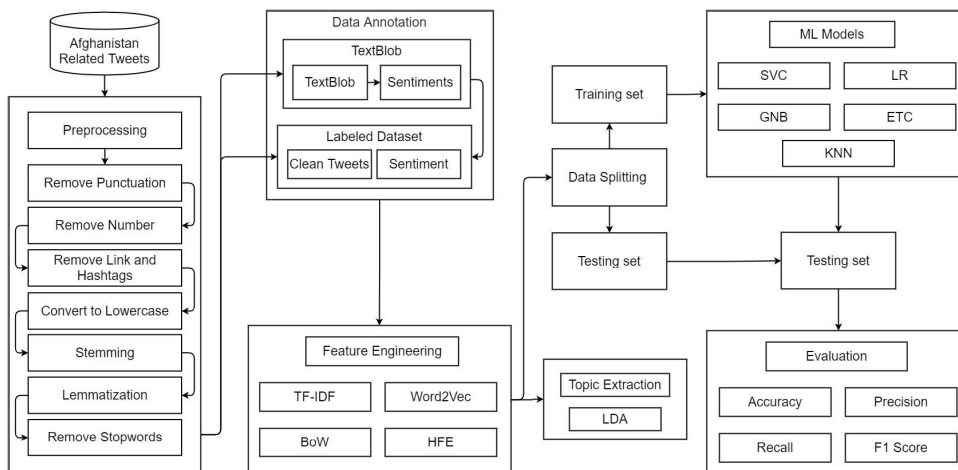 Afghanistan
Related Tweets
Preprocessing
Remove Punctuation
Remove Number
Remove Link and
Hashtags
Convert to Lowercase
Stemming
Lemmatization
Remove Stopwords
Data Annotation
TextBlob
TextBlob
Sentiments
Labeled Dataset
Clean Tweets
Sentiment
Feature Engineering
TF-IDF
Word2Vec
BoW
HFE
Topic Extraction
LDA
Training set
Data Splitting
Testing set
ML Models
SVC
LR
GNB
ETC
KNN
Testing set
Evaluation
Accuracy
Precision
Recall
F1 Score